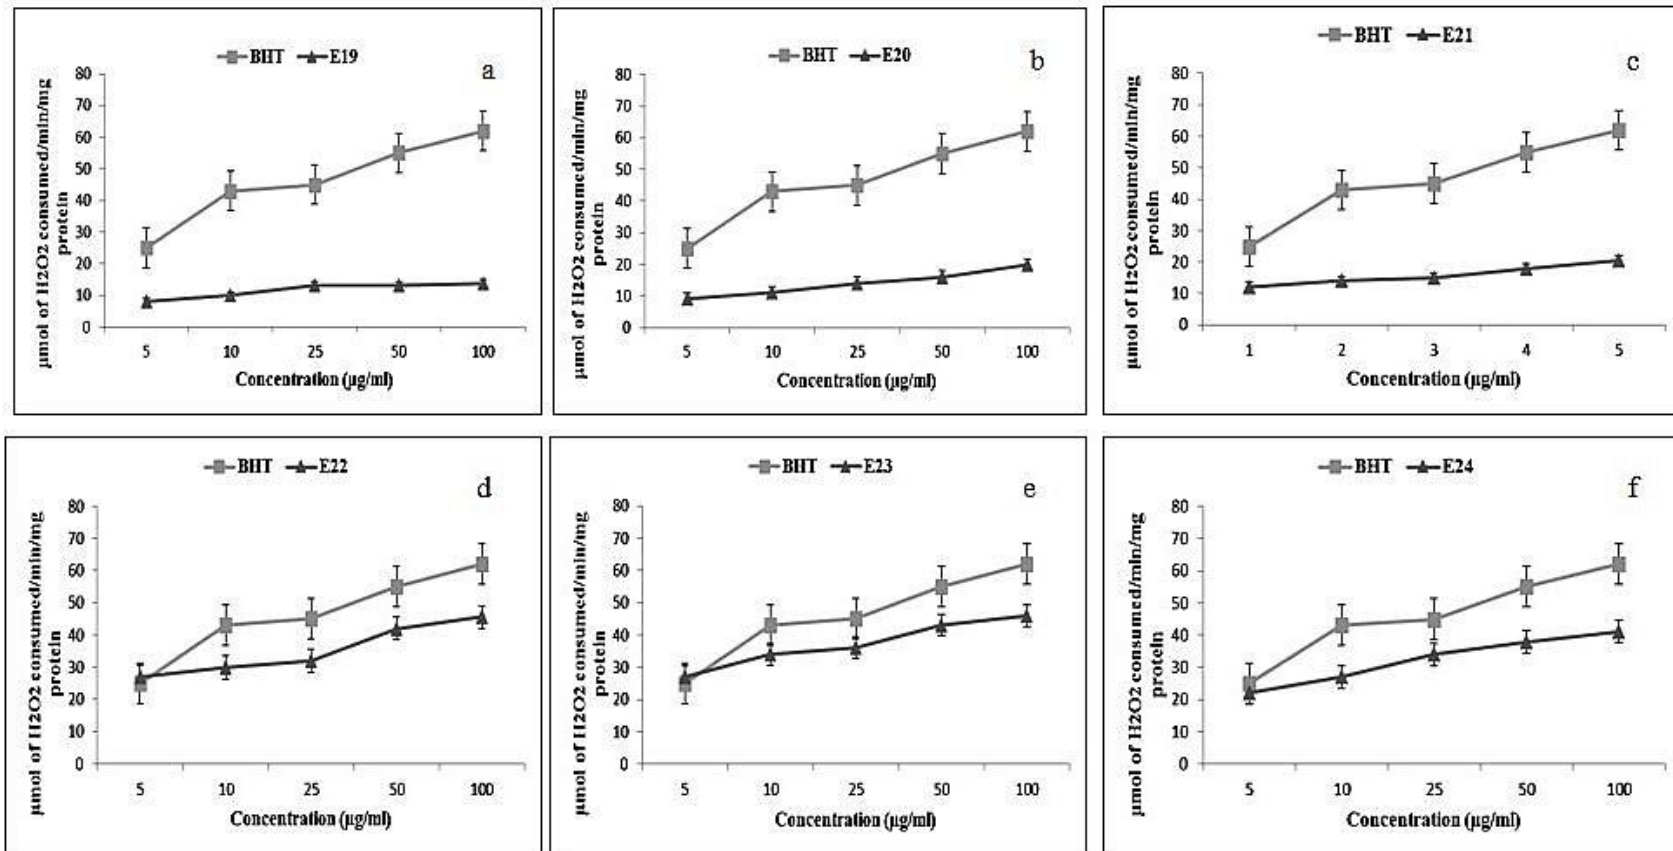 BHT E19
a
µmol of H2O2 consumed/min/mg
protein
80
70
60
50
40
30
20
10
0
5 10 25 50 100
Concentration (µg/ml)
BHT E20
b
µmol of H2O2 consumed/min/mg
protein
80
70
60
50
40
30
20
10
0
5 10 25 50 100
Concentration (µg/ml)
BHT E21
c
µmol of H2O2 consumed/min/mg
protein
80
70
60
50
40
30
20
10
0
1 2 3 4 5
Concentration (µg/ml)
BHT E22
d
µmol of H2O2 consumed/min/mg
protein
80
70
60
50
40
30
20
10
0
5 10 25 50 100
Concentration (µg/ml)
BHT E23
e
µmol of H2O2 consumed/min/mg
protein
80
70
60
50
40
30
20
10
0
5 10 25 50 100
Concentration (µg/ml)
BHT E24
f
µmol of H2O2 consumed/min/mg
protein
80
70
60
50
40
30
20
10
0
5 10 25 50 100
Concentration (µg/ml)